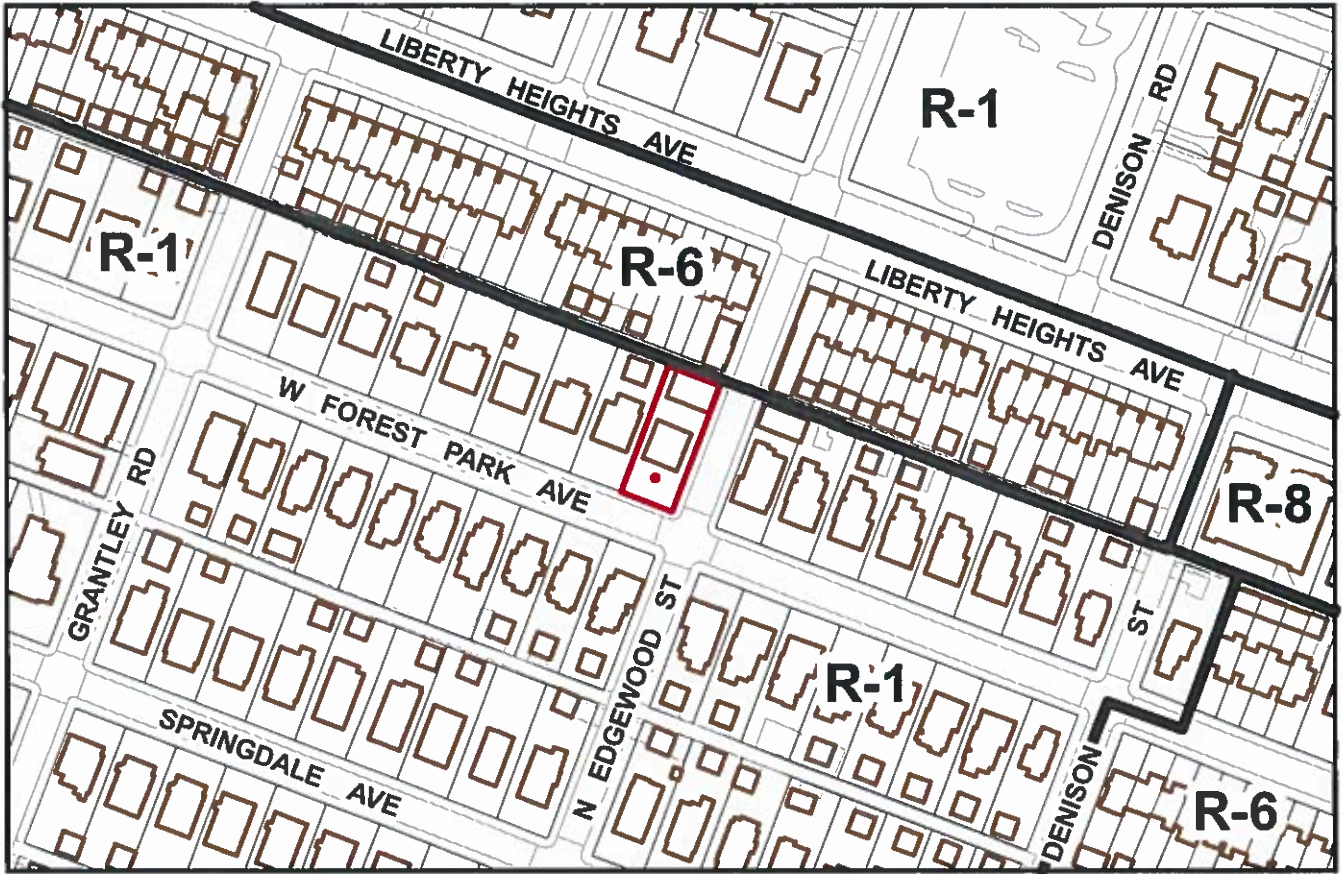 LIBERTY HEIGHTS AVE
R-1
DENISON RD
R-1
R-6
LIBERTY HEIGHTS AVE
W FOREST PARK AVE
R-8
GRANTLEY RD
N EDGEWOOD ST
ST
R-1
SPRINGDALE AVE
DENISON
R-6